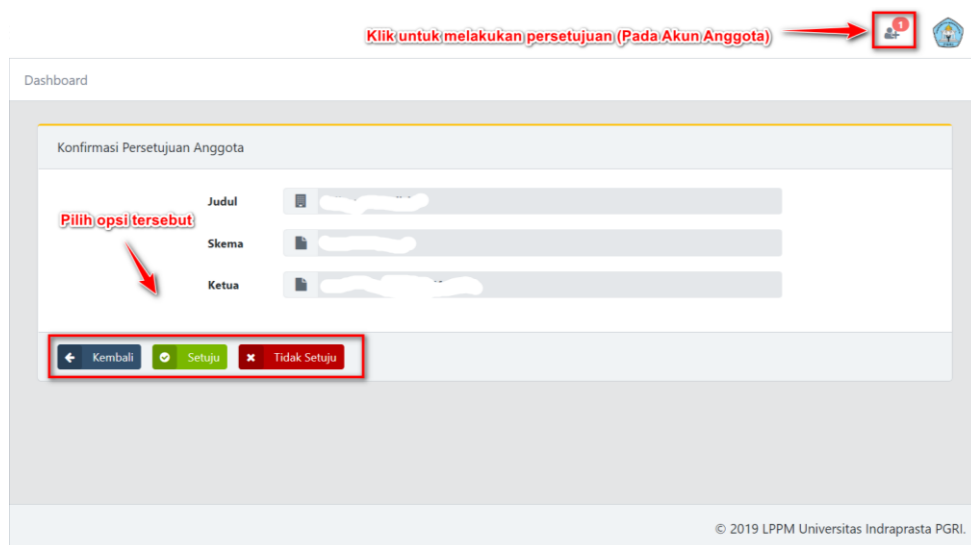 1
Klik untuk melakukan persetujuan (Pada Akun Anggota)
Dashboard
Konfirmasi Persetujuan Anggota
Judul
Pilih opsi tersebut
Skema
Ketua
Kembali Setuju Tidak Setuju
© 2019 LPPM Universitas Indraprasta PGRI.